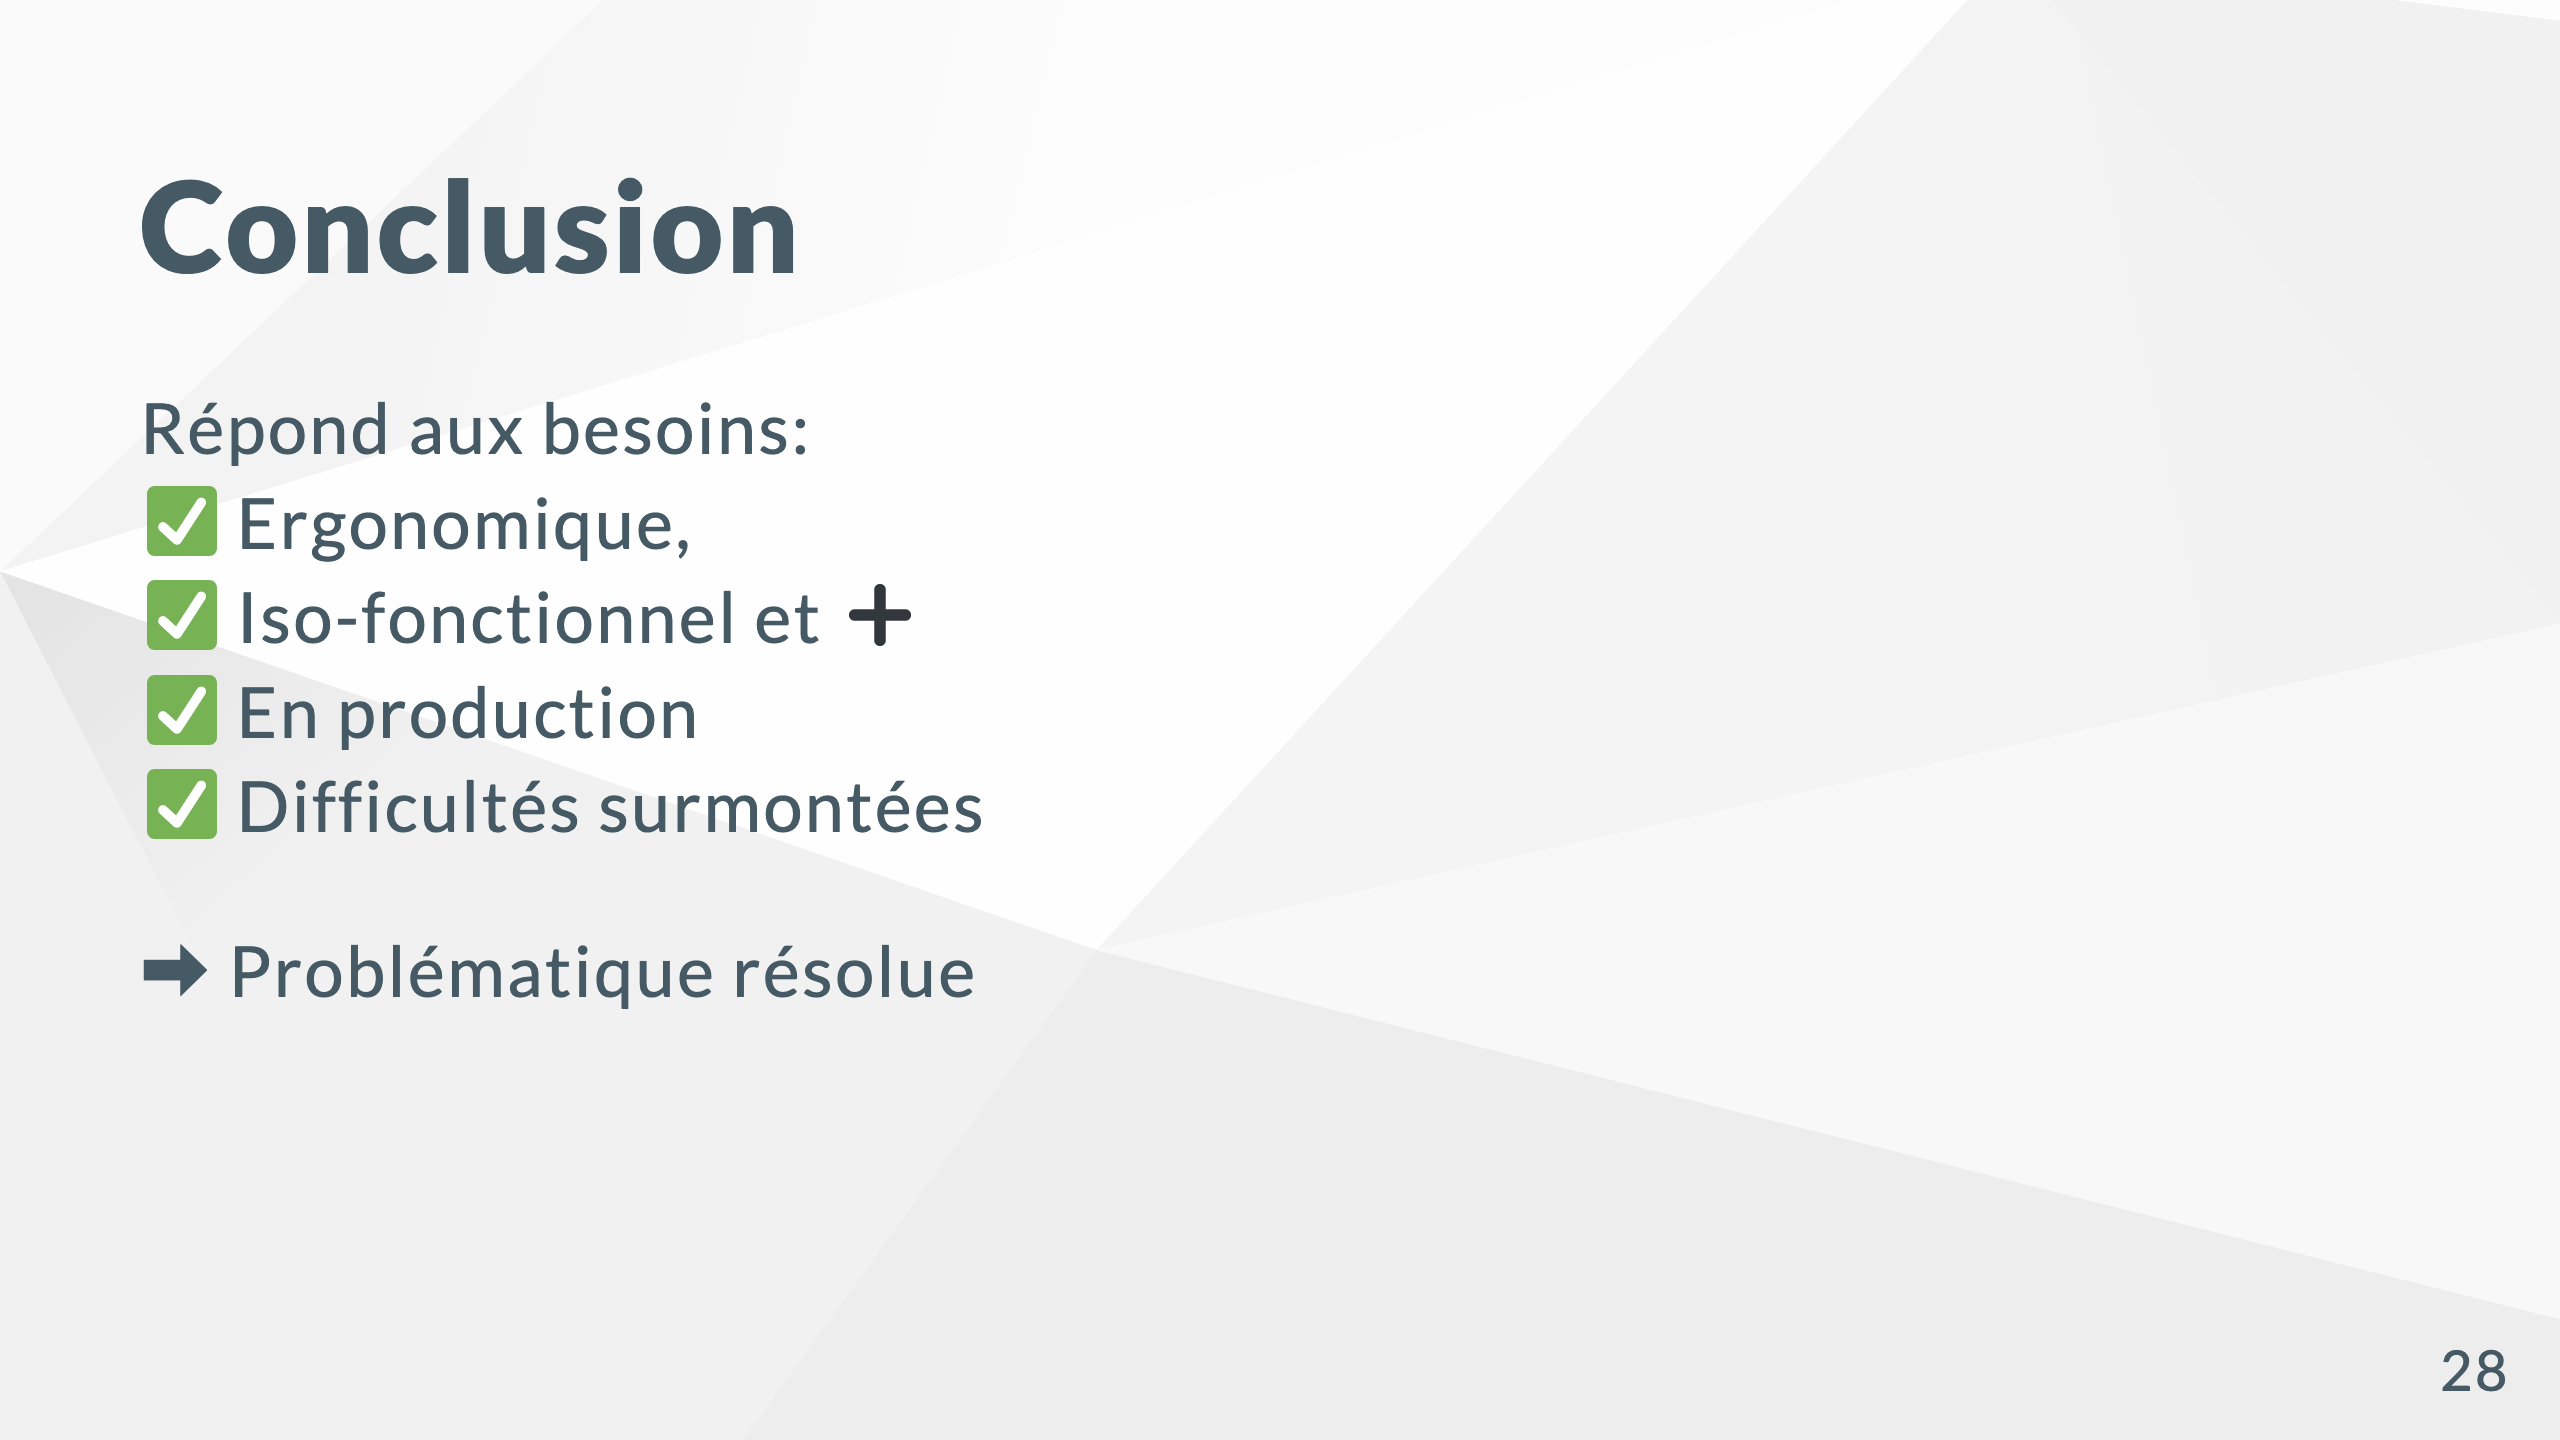 Conclusion
Répond aux besoins:
✅ Ergonomique,
✅ Iso-fonctionnel et ➕
✅ En production
✅ Difficultés surmontées
➡ Problématique résolue
28